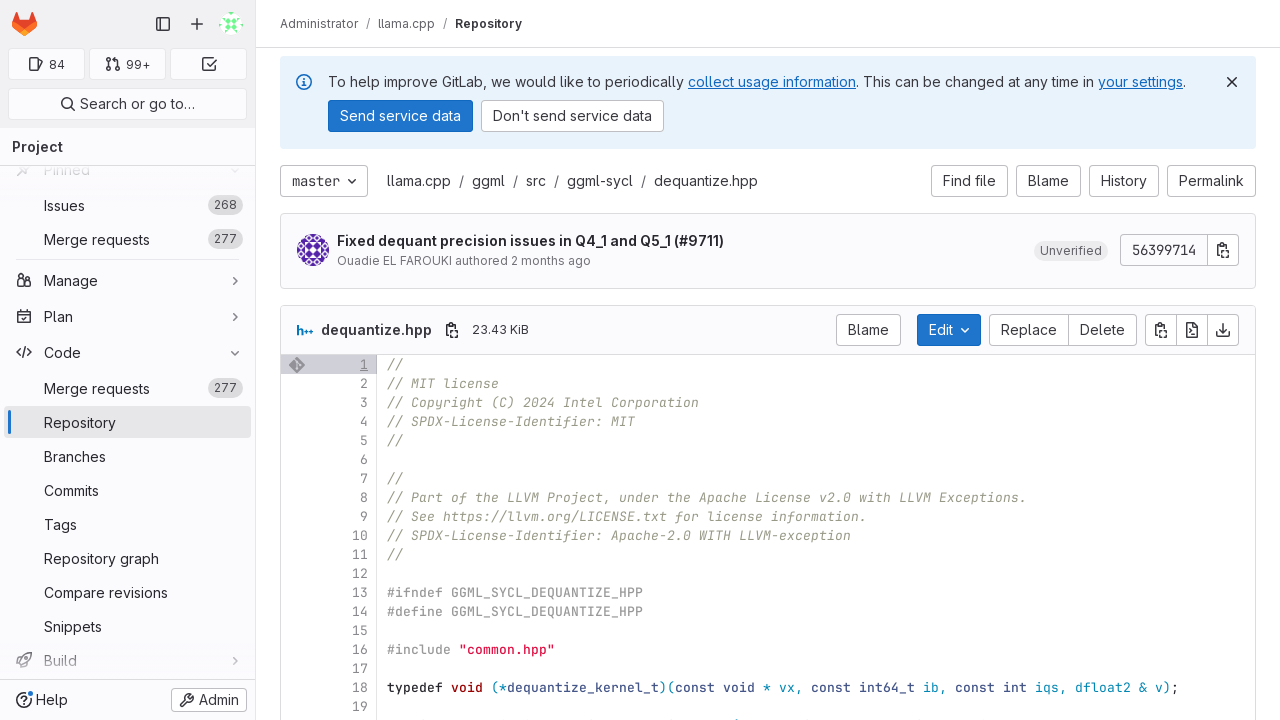 Administrator / llama.cpp / Repository
84
99+
Search or go to…
Project
Pinned
Issues 268
Merge requests 277
Manage
Plan
Code
Merge requests 277
Repository
Branches
Commits
Tags
Repository graph
Compare revisions
Snippets
Build
Help
Admin
To help improve GitLab, we would like to periodically collect usage information. This can be changed at any time in your settings.
Send service data
Don't send service data
master
llama.cpp / ggml / src / ggml-sycl / dequantize.hpp
Find file
Blame
History
Permalink
Fixed dequant precision issues in Q4_1 and Q5_1 (#9711)
Ouadie EL FAROUKI authored 2 months ago
Unverified
56399714
dequantize.hpp
23.43 KiB
Blame
Edit
Replace
Delete
1 //
2 // MIT license
3 // Copyright (C) 2024 Intel Corporation
4 // SPDX-License-Identifier: MIT
5 //
6
7 //
8 // Part of the LLVM Project, under the Apache License v2.0 with LLVM Exceptions.
9 // See https://llvm.org/LICENSE.txt for license information.
10 // SPDX-License-Identifier: Apache-2.0 WITH LLVM-exception
11 //
12
13 #ifndef GGML_SYCL_DEQUANTIZE_HPP
14 #define GGML_SYCL_DEQUANTIZE_HPP
15
16 #include "common.hpp"
17
18 typedef void (*dequantize_kernel_t)(const void * vx, const int64_t ib, const int iqs, dfloat2 & v);
19